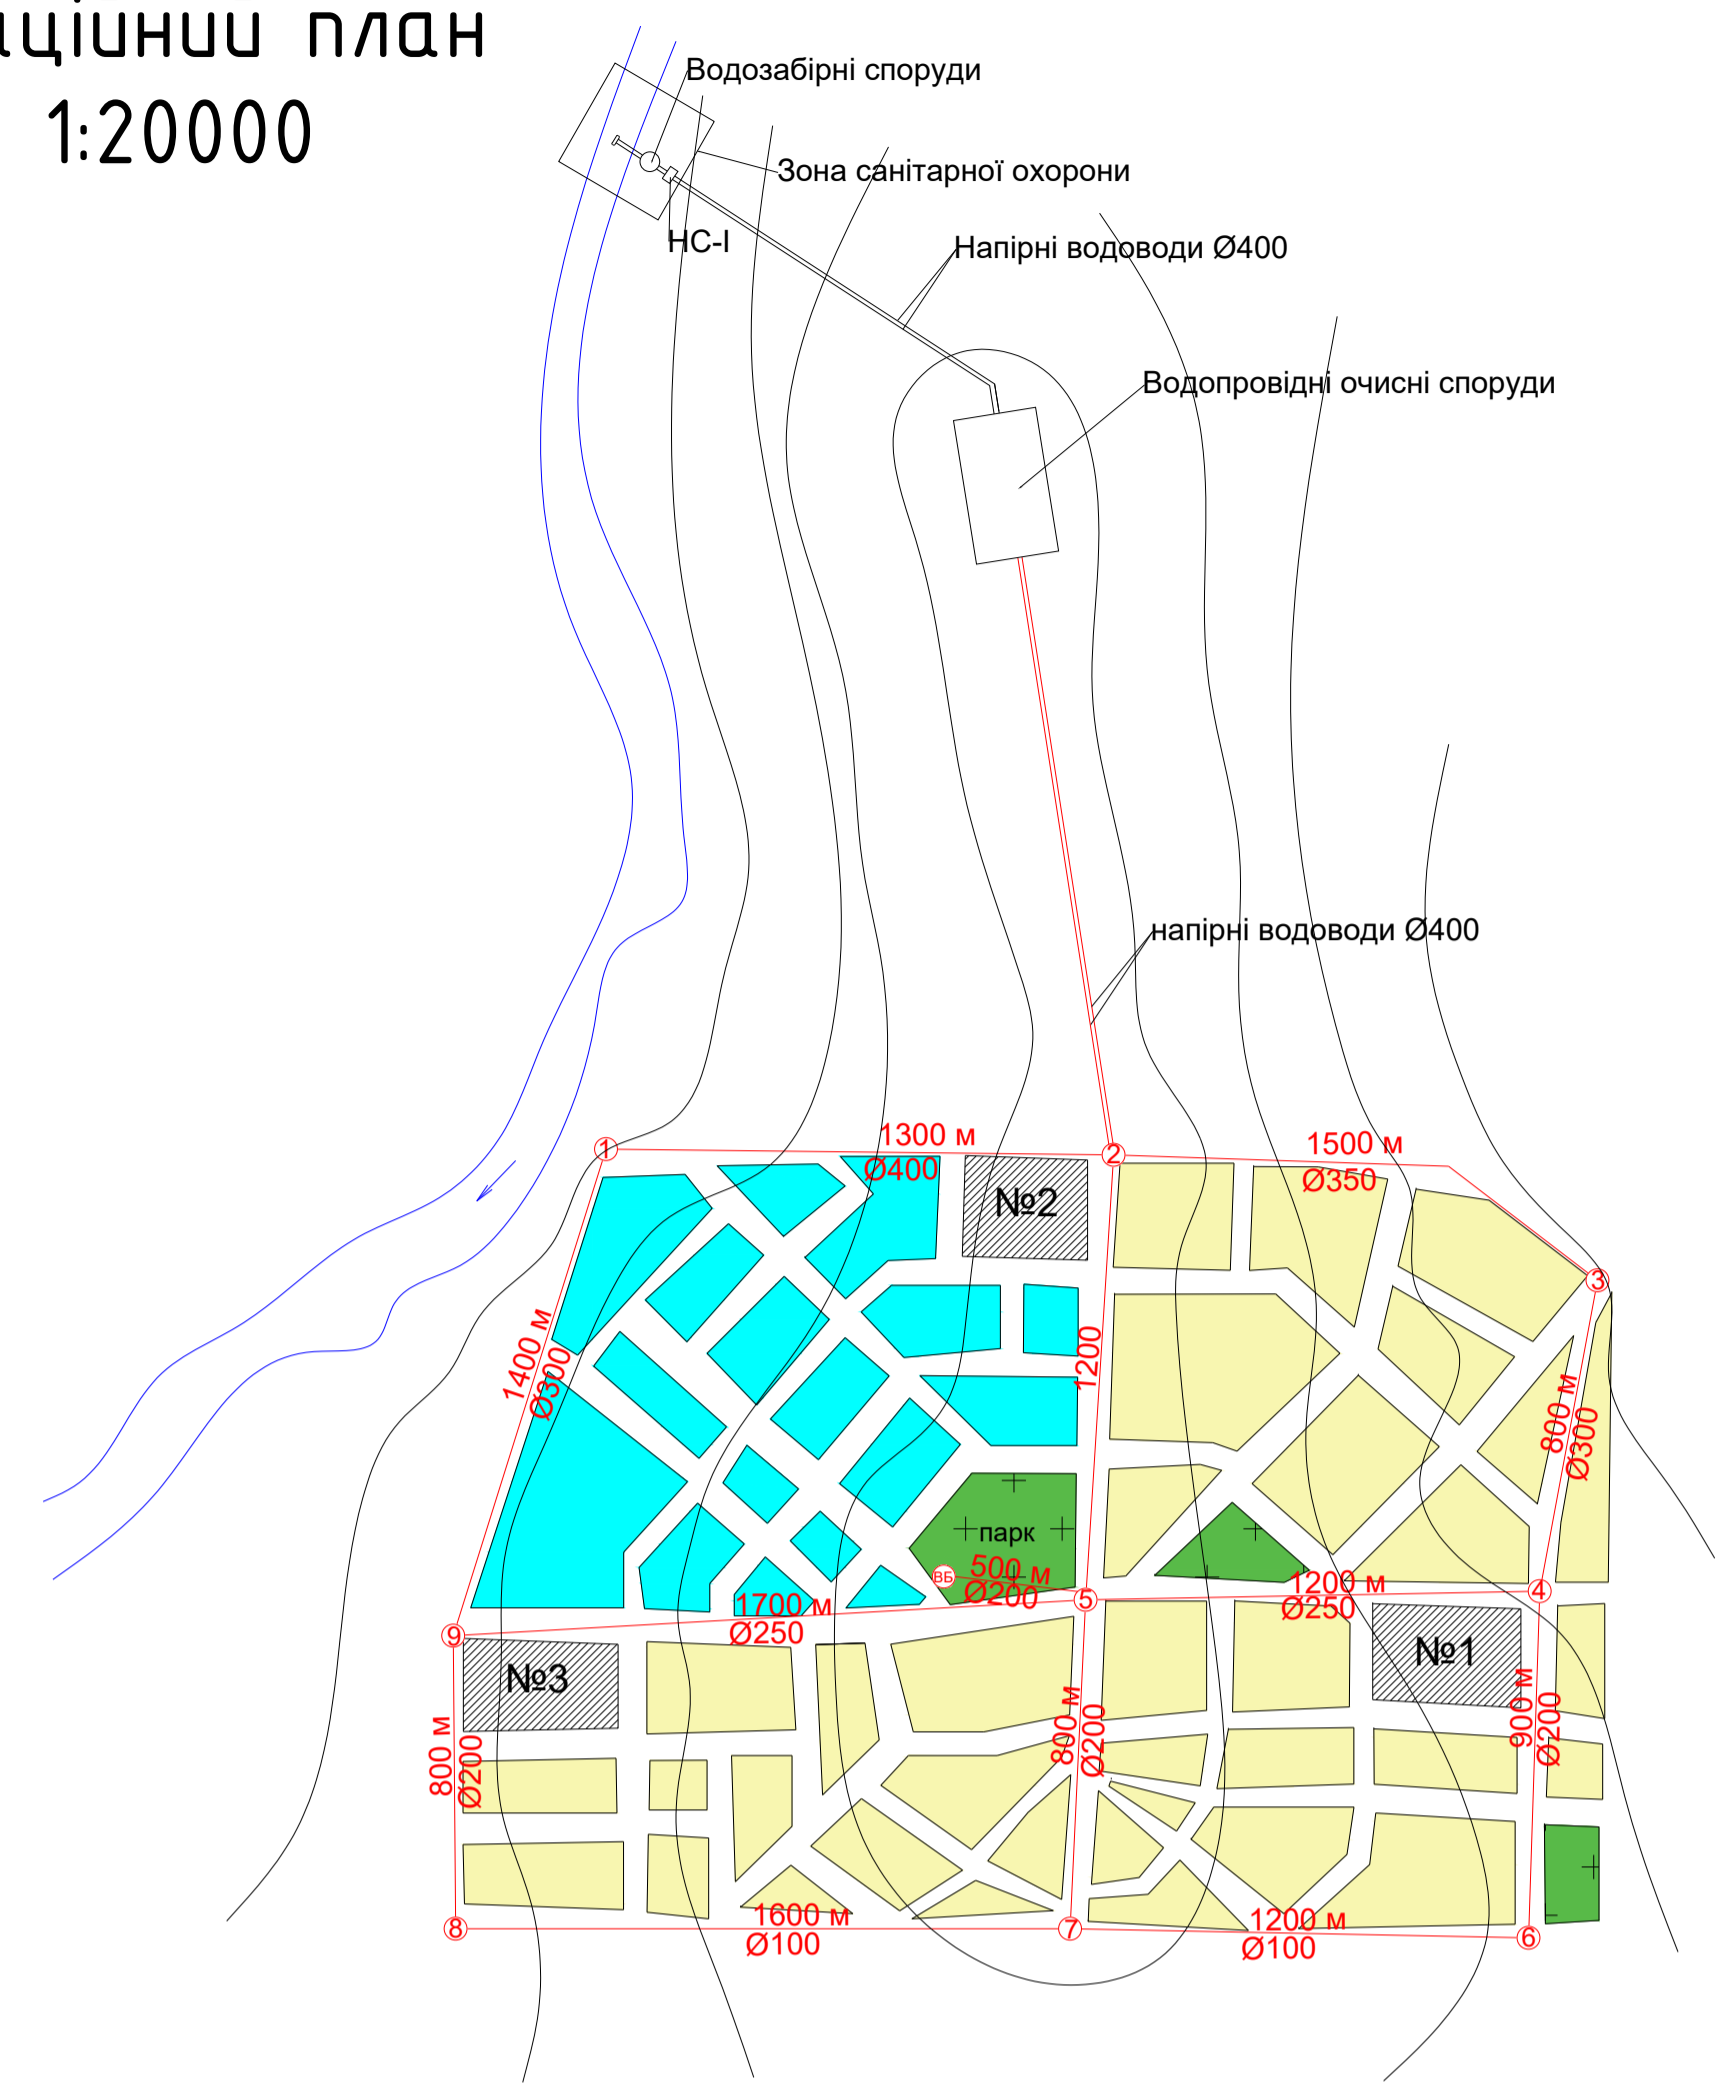 план
1:20000
Водозабірні споруди
Зона санітарної охорони
НС-І
Напірні водоводи Ø400
Водопровідні очисні споруди
напірні водоводи Ø400
1
1300 м
Ø400
2
1500 м
Ø350
№2
3
1400 м
Ø300
1200
800 м
Ø300
парк
ВБ
500 м
Ø200
5
1200 м
Ø250
4
1700 м
Ø250
9
№3
№1
800 м
Ø200
800 м
Ø200
900 м
Ø200
8
1600 м
Ø100
7
1200 м
Ø100
6